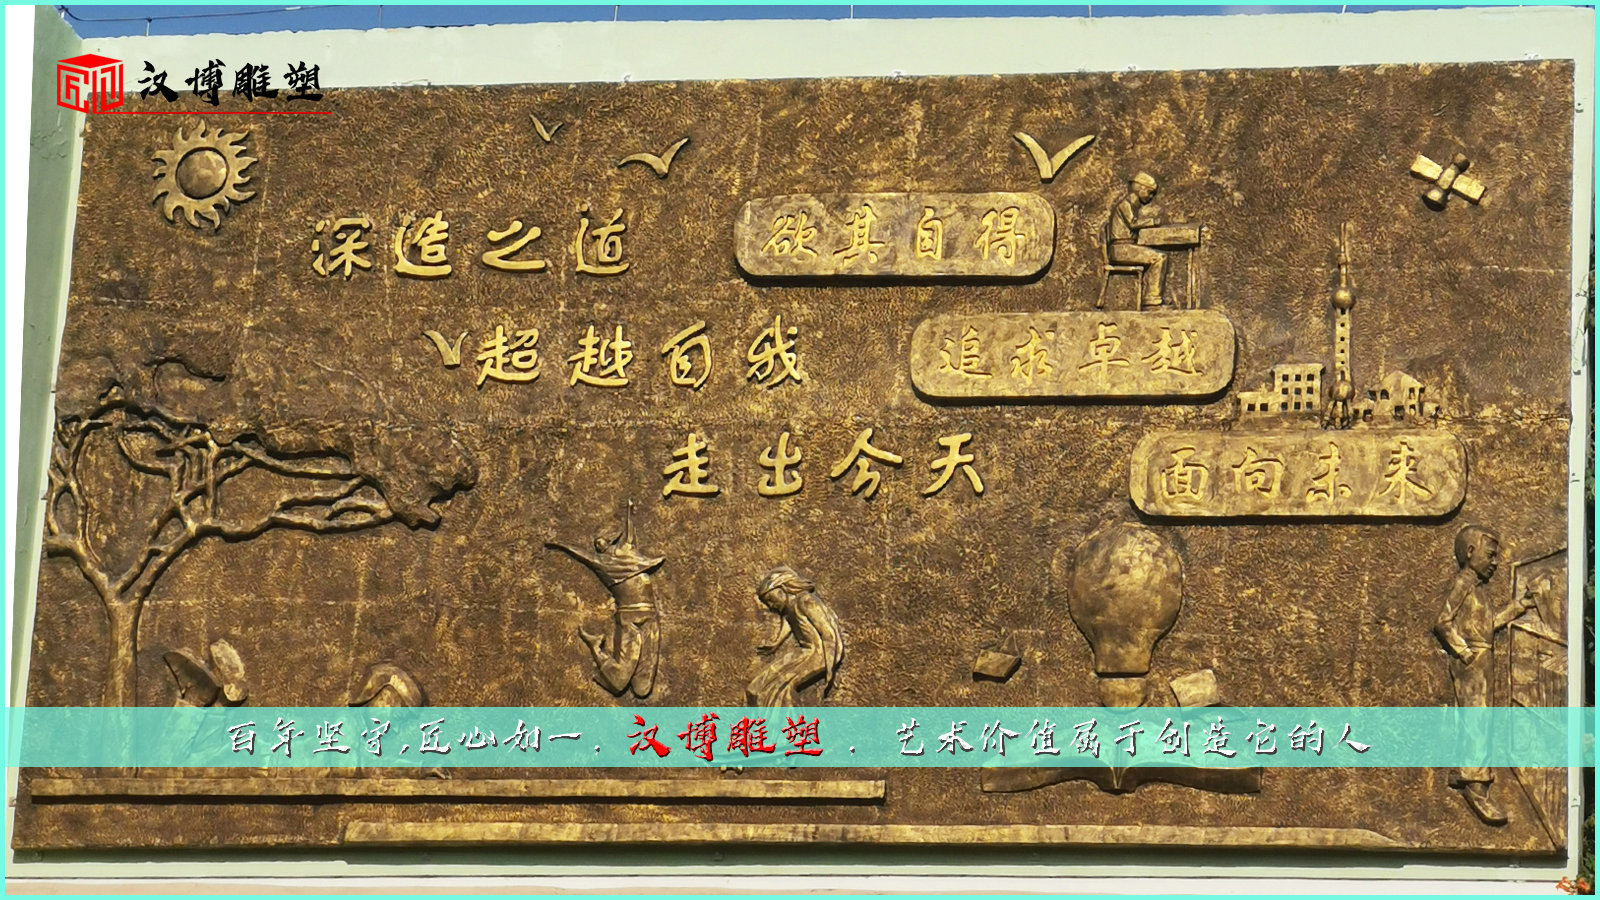 汉博雕塑
深造之道 欲其自得
超越自我 追求卓越
走出今天 面向未来
百年坚守,匠心如一. 汉博雕塑 . 艺术价值属于创造它的人